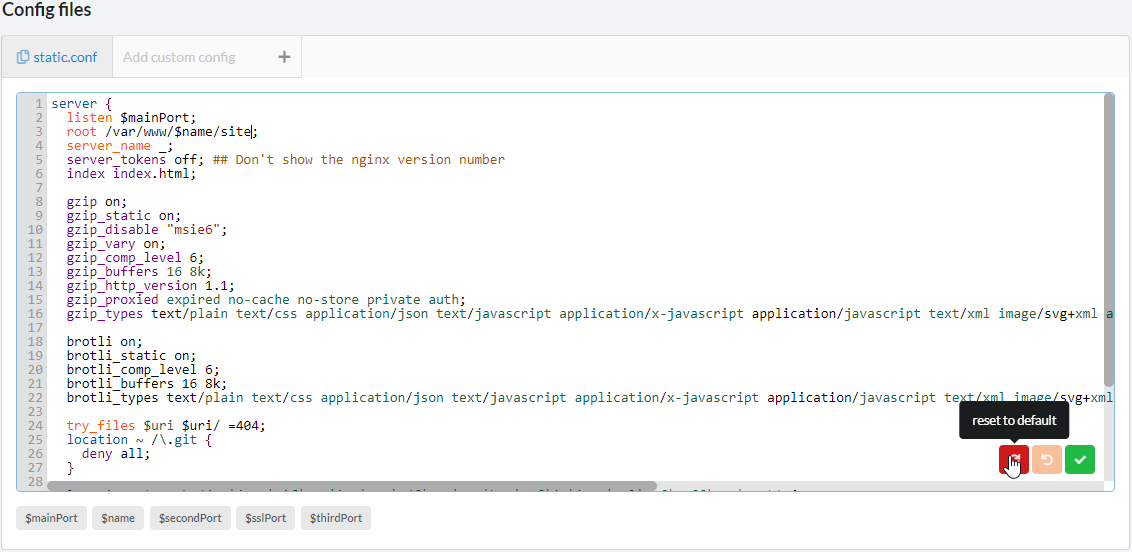 Config files
static.conf Add custom config +
1 server {
2 listen $mainPort;
3 root /var/www/$name/site;
4 server_name _;
5 server_tokens off; ## Don't show the nginx version number
6 index index.html;
7
8 gzip on;
9 gzip_static on;
10 gzip_disable "msie6";
11 gzip_vary on;
12 gzip_comp_level 6;
13 gzip_buffers 16 8k;
14 gzip_http_version 1.1;
15 gzip_proxied expired no-cache no-store private auth;
16 gzip_types text/plain text/css application/json text/javascript application/x-javascript application/javascript text/xml image/svg+xml a
17
18 brotli on;
19 brotli_static on;
20 brotli_comp_level 6;
21 brotli_buffers 16 8k;
22 brotli_types text/plain text/css application/json text/javascript application/x-javascript application/javascript text/xml image/svg+xml
23
24 try_files $uri $uri/ =404;
25 location ~ /\.git {
26 deny all;
27 }
28
reset to default
$mainPort $name $secondPort $sslPort $thirdPort